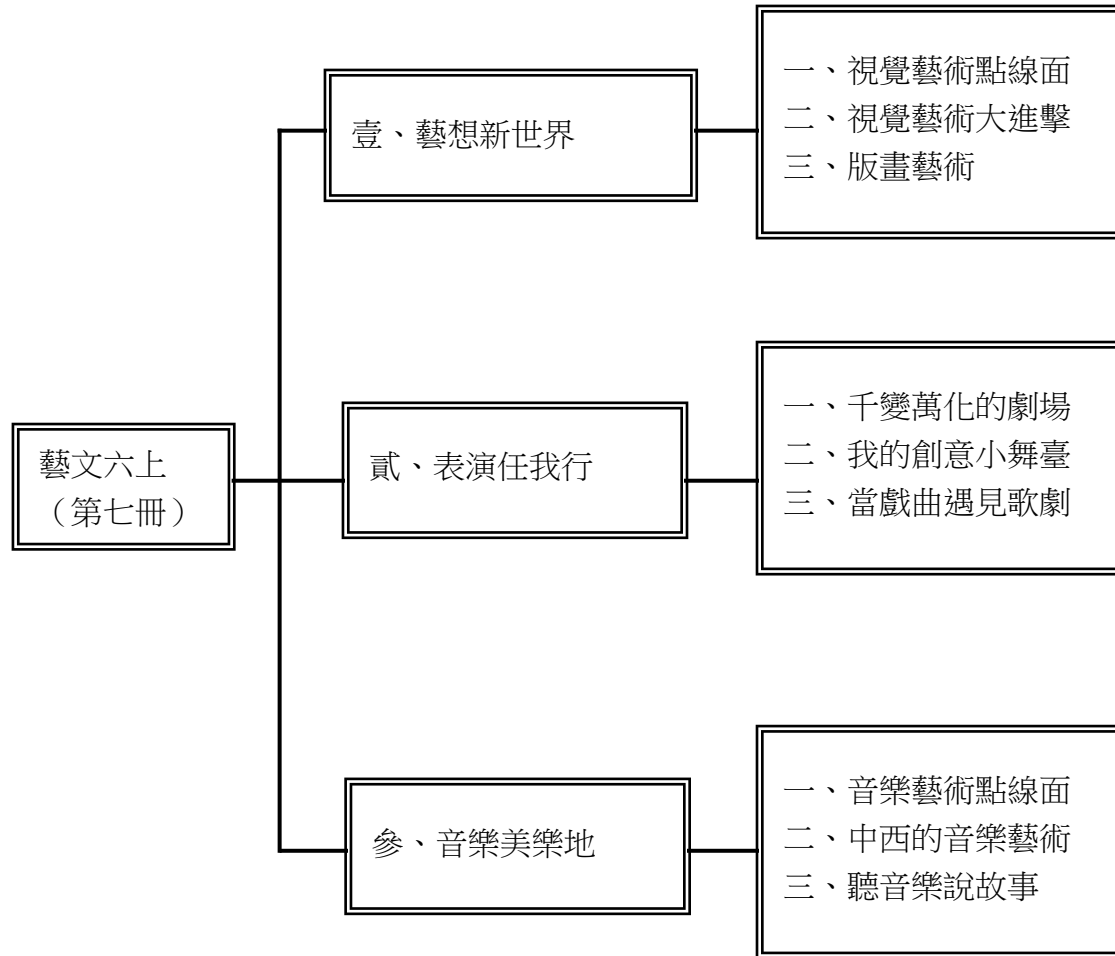 藝文六上
（第七冊）
壹、藝想新世界
一、視覺藝術點線面
二、視覺藝術大進擊
三、版畫藝術
貳、表演任我行
一、千變萬化的劇場
二、我的創意小舞臺
三、當戲曲遇見歌劇
參、音樂美樂地
一、音樂藝術點線面
二、中西的音樂藝術
三、聽音樂說故事